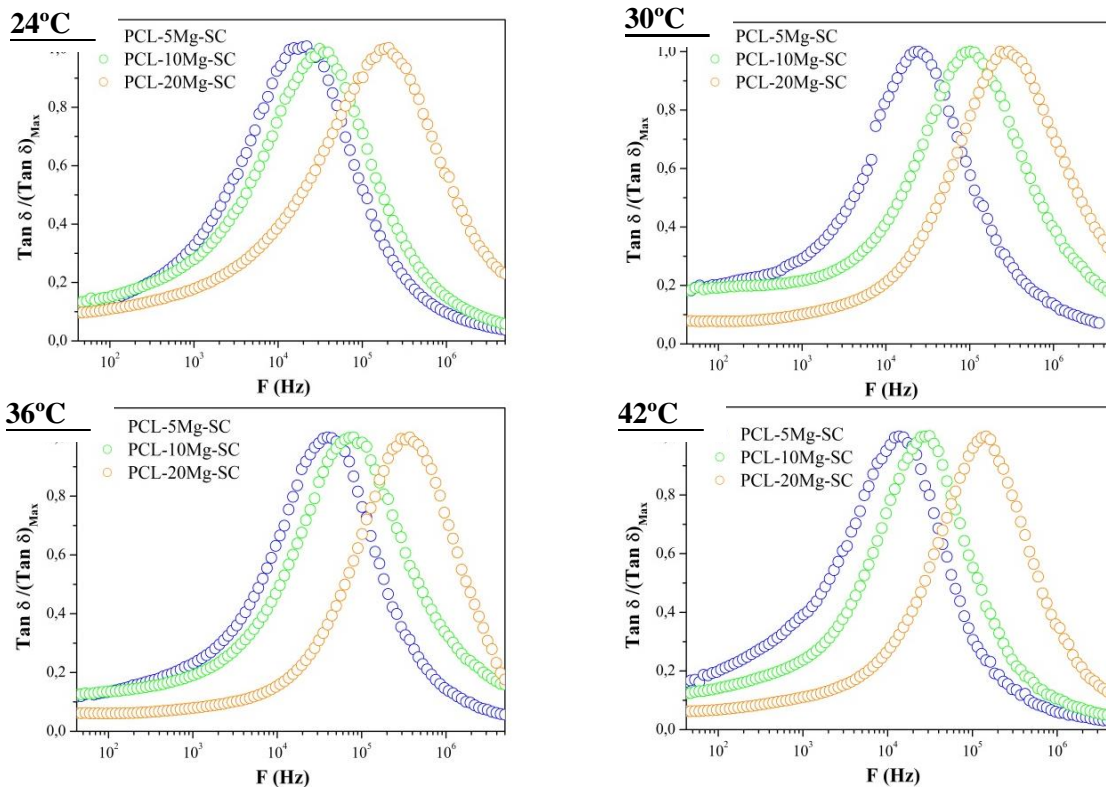 24ºC
PCL-5Mg-SC
PCL-10Mg-SC
PCL-20Mg-SC
1,0
0,8
0,6
0,4
0,2
0,0
Tan δ /(Tan δ)Max
10² 10³ 10⁴ 10⁵ 10⁶
F (Hz)
30ºC
PCL-5Mg-SC
PCL-10Mg-SC
PCL-20Mg-SC
1,0
0,8
0,6
0,4
0,2
0,0
Tan δ /(Tan δ)Max
10² 10³ 10⁴ 10⁵ 10⁶
F (Hz)
36ºC
PCL-5Mg-SC
PCL-10Mg-SC
PCL-20Mg-SC
0,8
0,6
0,4
0,2
0,0
Tan δ /(Tan δ)Max
10² 10³ 10⁴ 10⁵ 10⁶
F (Hz)
42ºC
PCL-5Mg-SC
PCL-10Mg-SC
PCL-20Mg-SC
0,8
0,6
0,4
0,2
0,0
Tan δ /(Tan δ)Max
10² 10³ 10⁴ 10⁵ 10⁶
F (Hz)